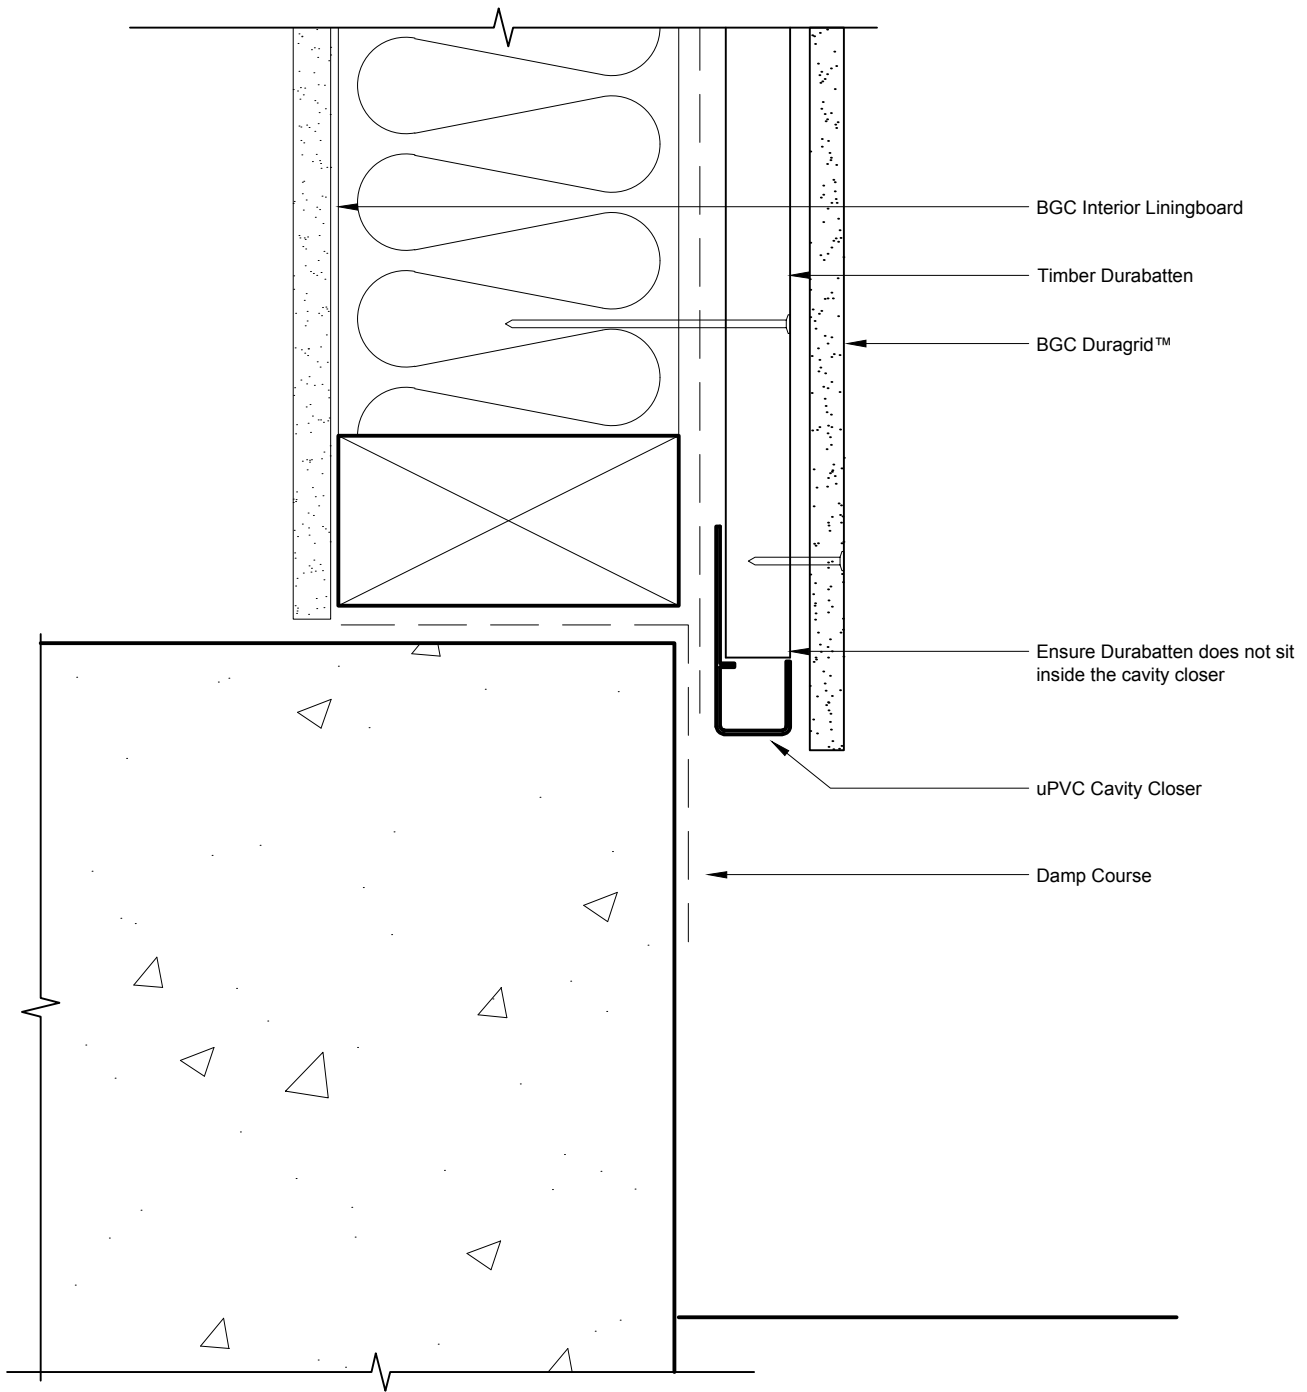 BGC Interior Liningboard
Timber Durabatten
BGC Duragrid™
Ensure Durabatten does not sit
inside the cavity closer
uPVC Cavity Closer
Damp Course